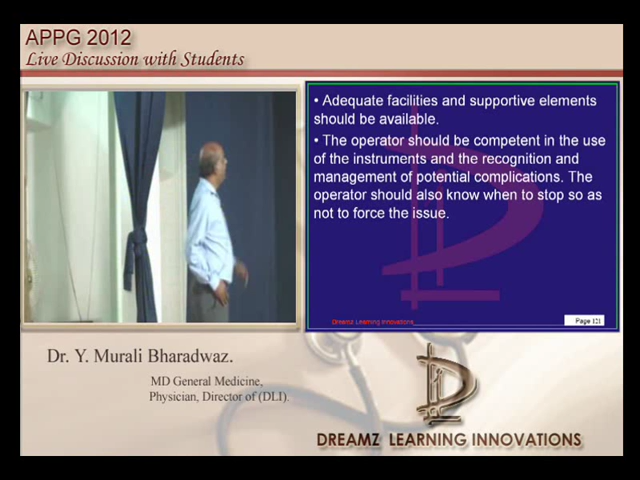 APPG 2012
Live Discussion with Students
• Adequate facilities and supportive elements
should be available.
• The operator should be competent in the use
of the instruments and the recognition and
management of potential complications. The
operator should also know when to stop so as
not to force the issue.
Dreamz Learning Innovations
Page 121
Dr. Y. Murali Bharadwaz.
MD General Medicine,
Physician, Director of (DLI).
DREAMZ LEARNING INNOVATIONS